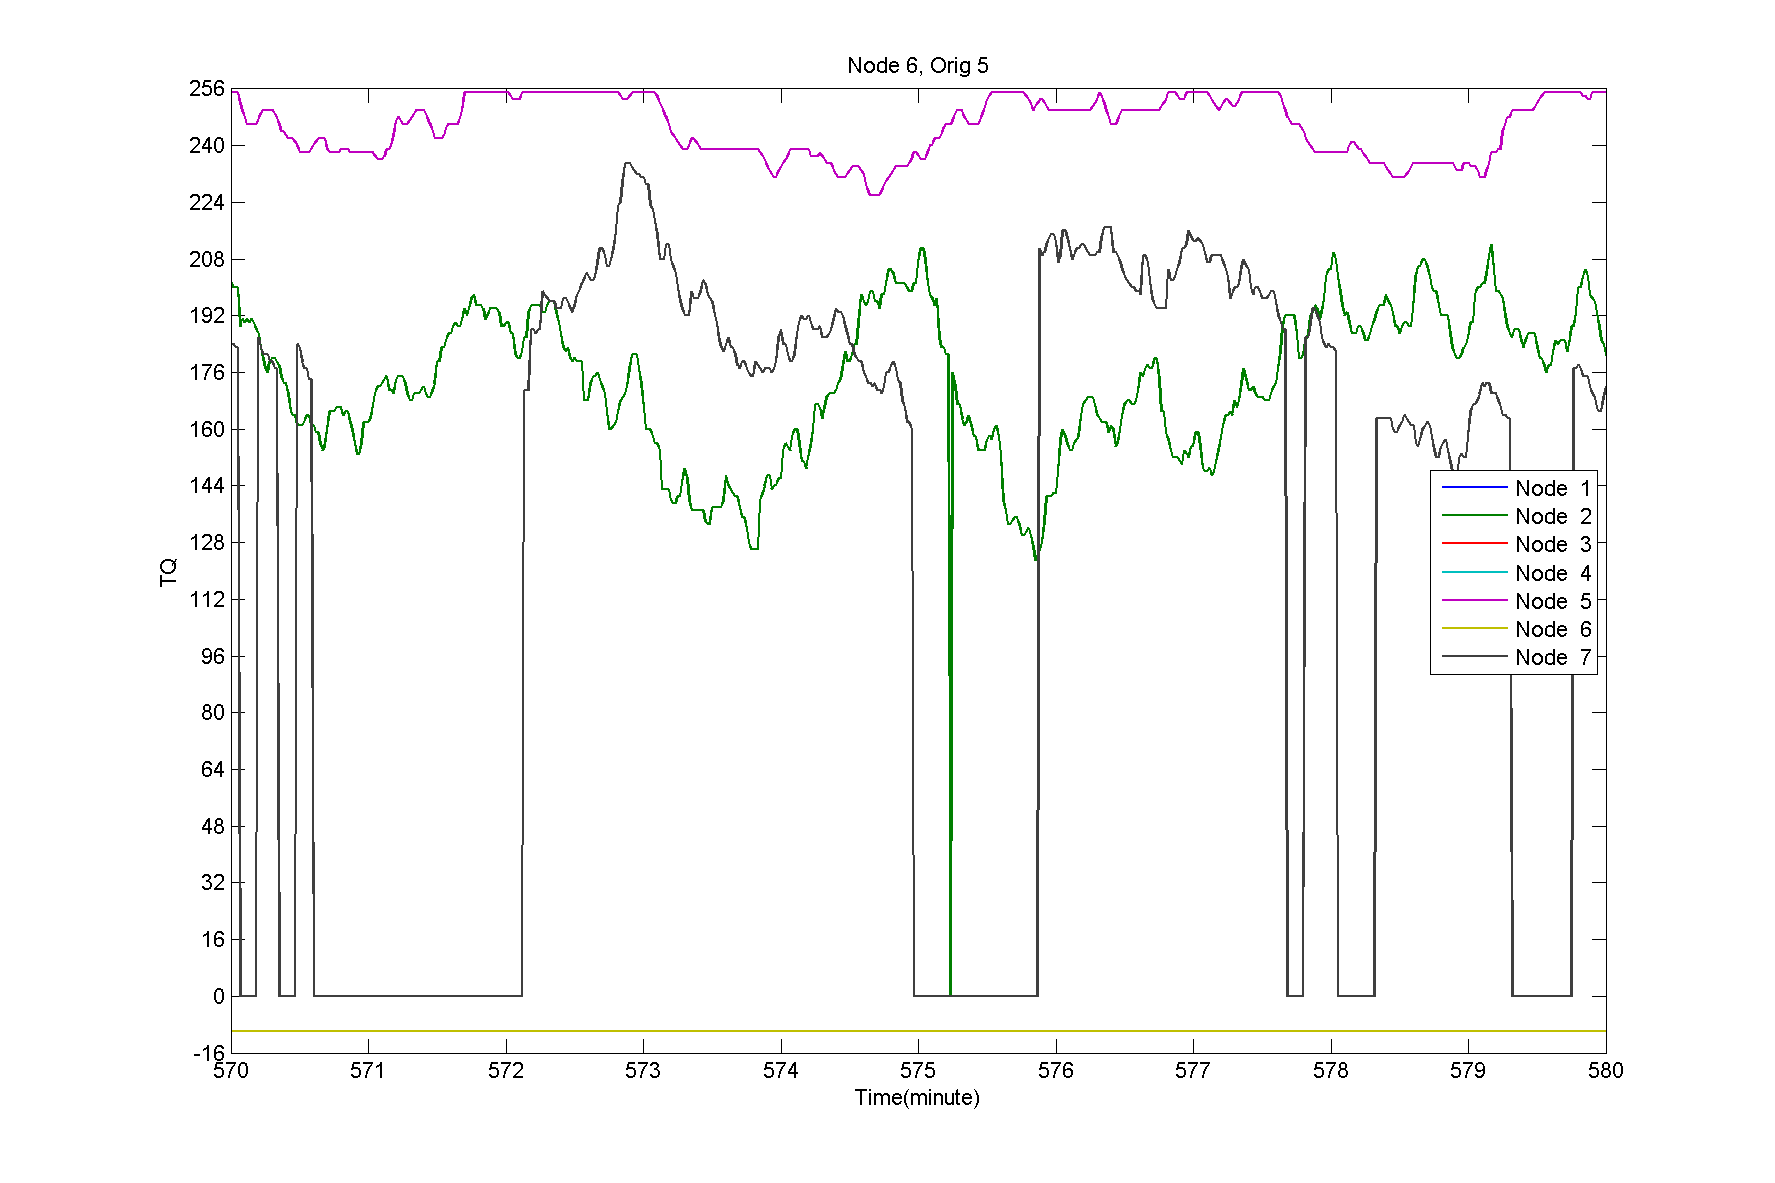 Node 6, Orig 5
256
240
224
208
192
176
160
144
128
112
96
80
64
48
32
16
0
-16
TQ
Node 1
Node 2
Node 3
Node 4
Node 5
Node 6
Node 7
570 571 572 573 574 575 576 577 578 579 580
Time(minute)